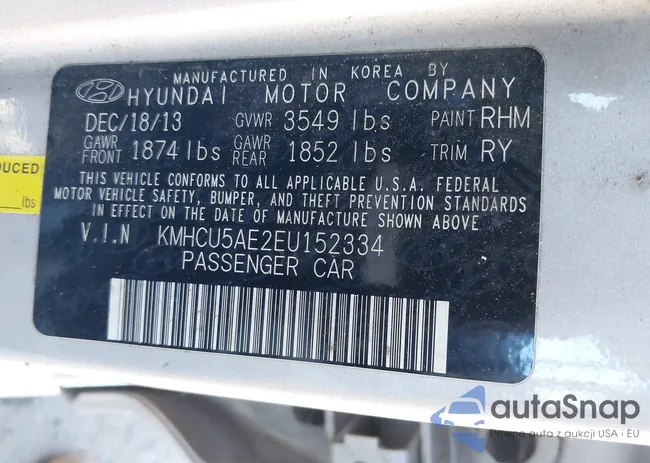 MANUFACTURED IN KOREA BY
HYUNDAI MOTOR COMPANY
DEC/18/13 GVWR 3549 lbs PAINT RHM
GAWR FRONT 1874 lbs GAWR REAR 1852 lbs TRIM RY
THIS VEHICLE CONFORMS TO ALL APPLICABLE U.S.A. FEDERAL
MOTOR VEHICLE SAFETY, BUMPER, AND THEFT PREVENTION STANDARDS
IN EFFECT ON THE DATE OF MANUFACTURE SHOWN ABOVE
V.I.N KMHCU5AE2EU152334
PASSENGER CAR
DUCED
lbs
autaSnap
Pewne auta z aukcji USA i EU